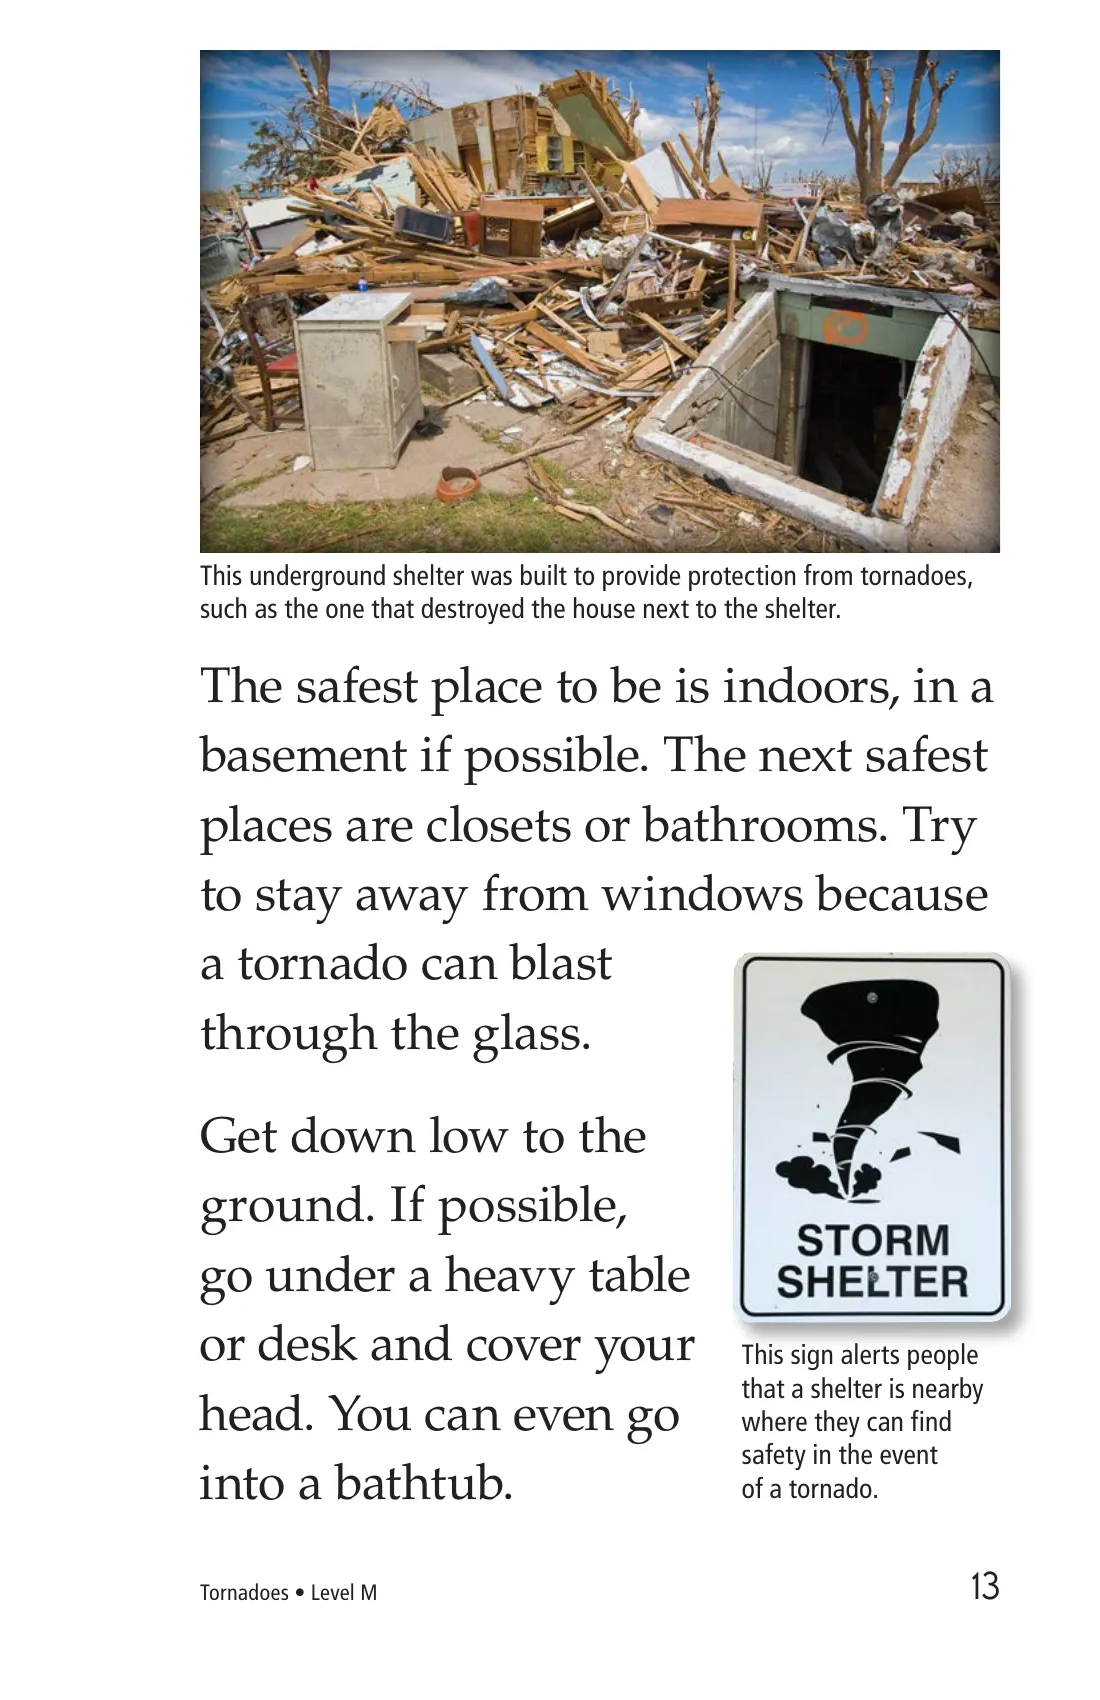 This underground shelter was built to provide protection from tornadoes,
such as the one that destroyed the house next to the shelter.
The safest place to be is indoors, in a
basement if possible. The next safest
places are closets or bathrooms. Try
to stay away from windows because
a tornado can blast
through the glass.
Get down low to the
ground. If possible,
go under a heavy table
or desk and cover your
head. You can even go
into a bathtub.
STORM
SHELTER
This sign alerts people
that a shelter is nearby
where they can find
safety in the event
of a tornado.
Tornadoes • Level M
13